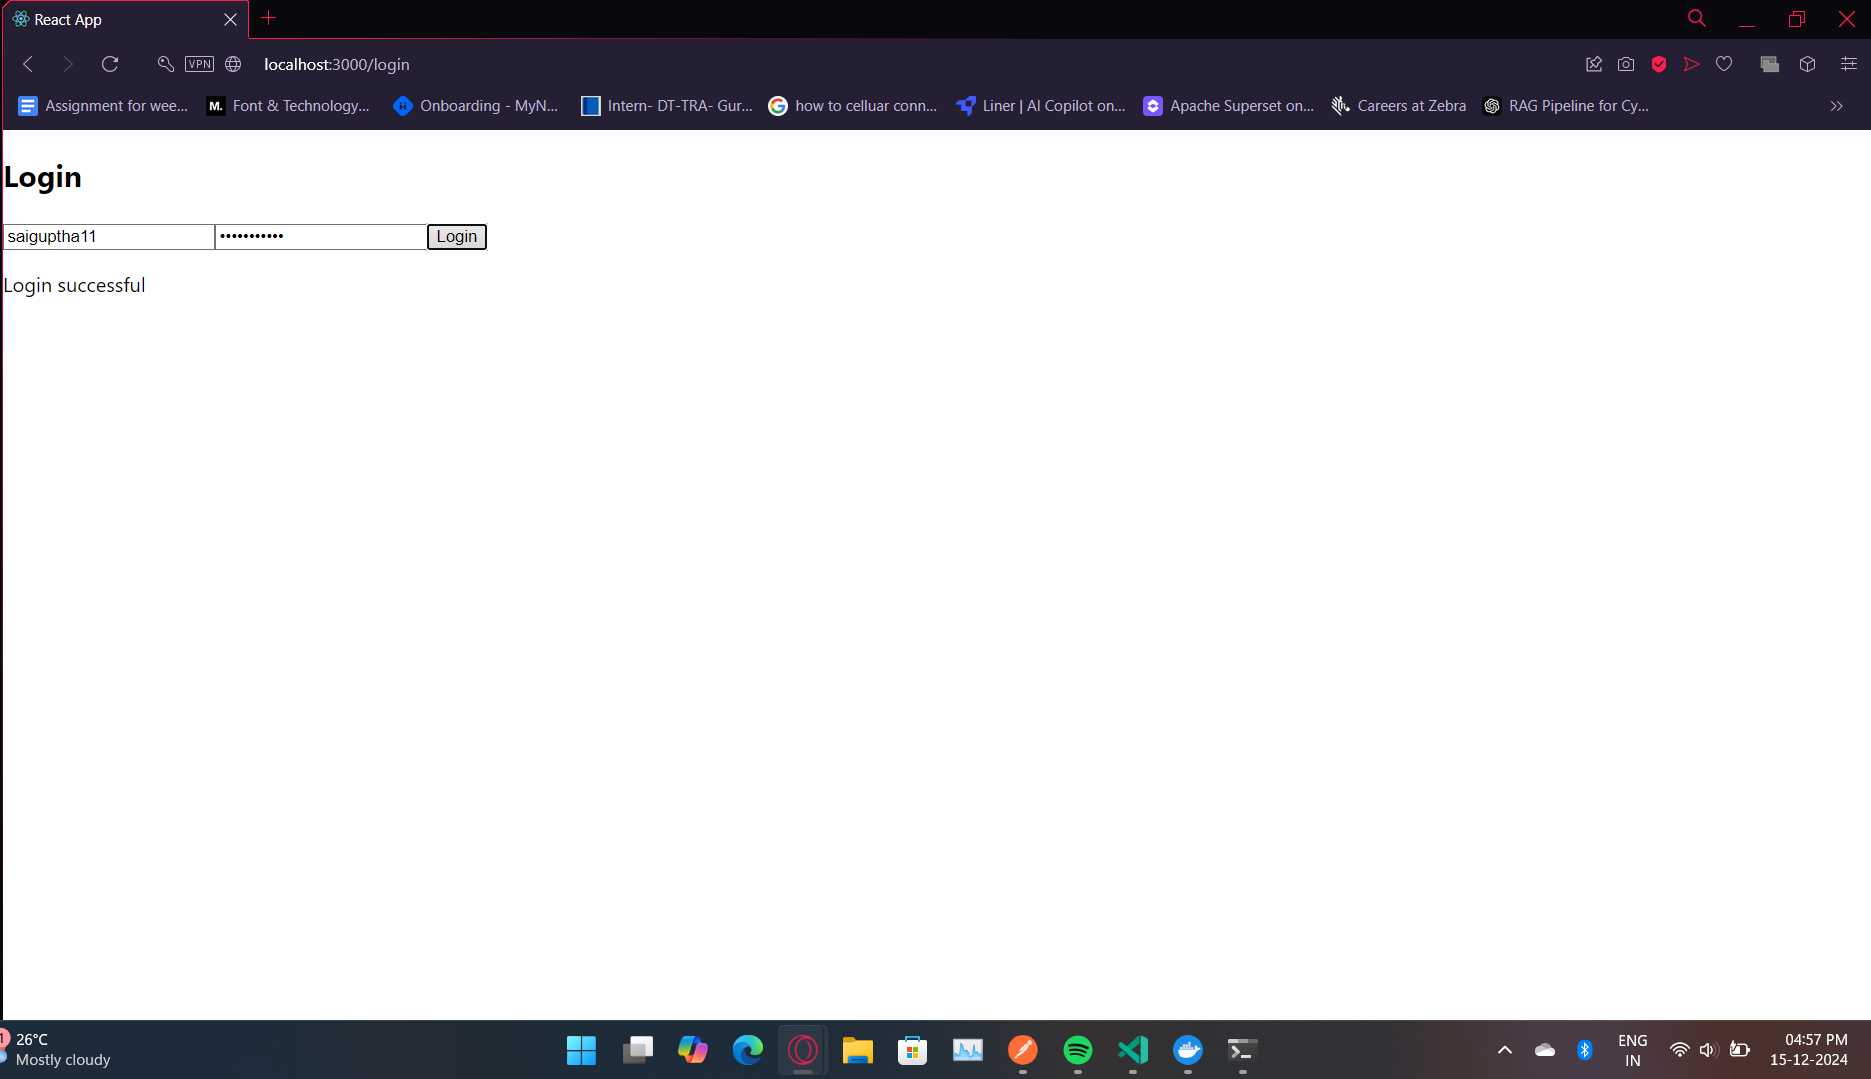 React App
VPN
localhost:3000/login
Assignment for wee...
M. Font & Technology...
Onboarding - MyN...
Intern- DT-TRA- Gur...
how to celluar conn...
Liner | AI Copilot on...
Apache Superset on...
Careers at Zebra
RAG Pipeline for Cy...
Login
saiguptha11 ••••••••••• Login
Login successful
1
26°C
Mostly cloudy
ENG
IN
04:57 PM
15-12-2024